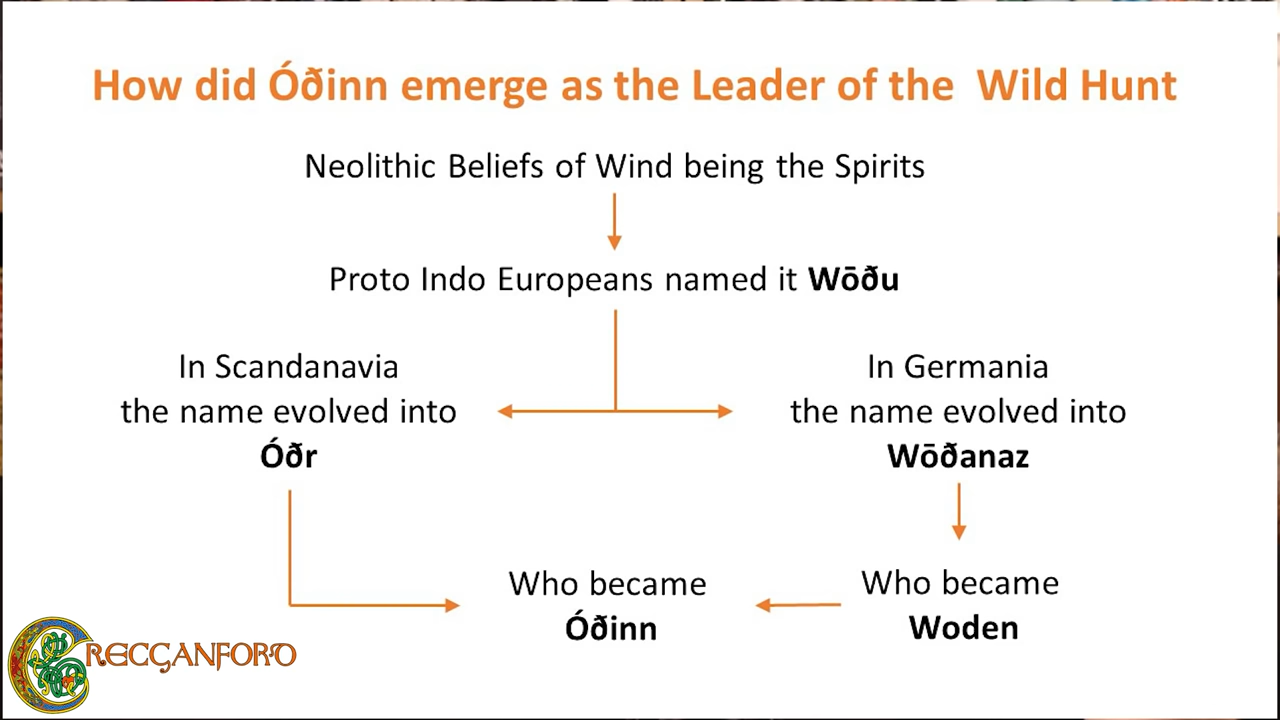 How did Óðinn emerge as the Leader of the Wild Hunt
Neolithic Beliefs of Wind being the Spirits
Proto Indo Europeans named it Wōðu
In Scandanavia
the name evolved into
Óðr
In Germania
the name evolved into
Wōðanaz
Who became
Óðinn
Who became
Woden
CREGGANFORD